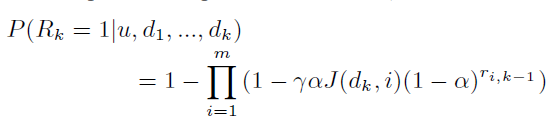 P(R_k = 1|u, d_1, ..., d_k)
= 1 − ∏_{i=1}^{m} (1 − γαJ(d_k, i)(1 − α)^{r_{i,k−1}})